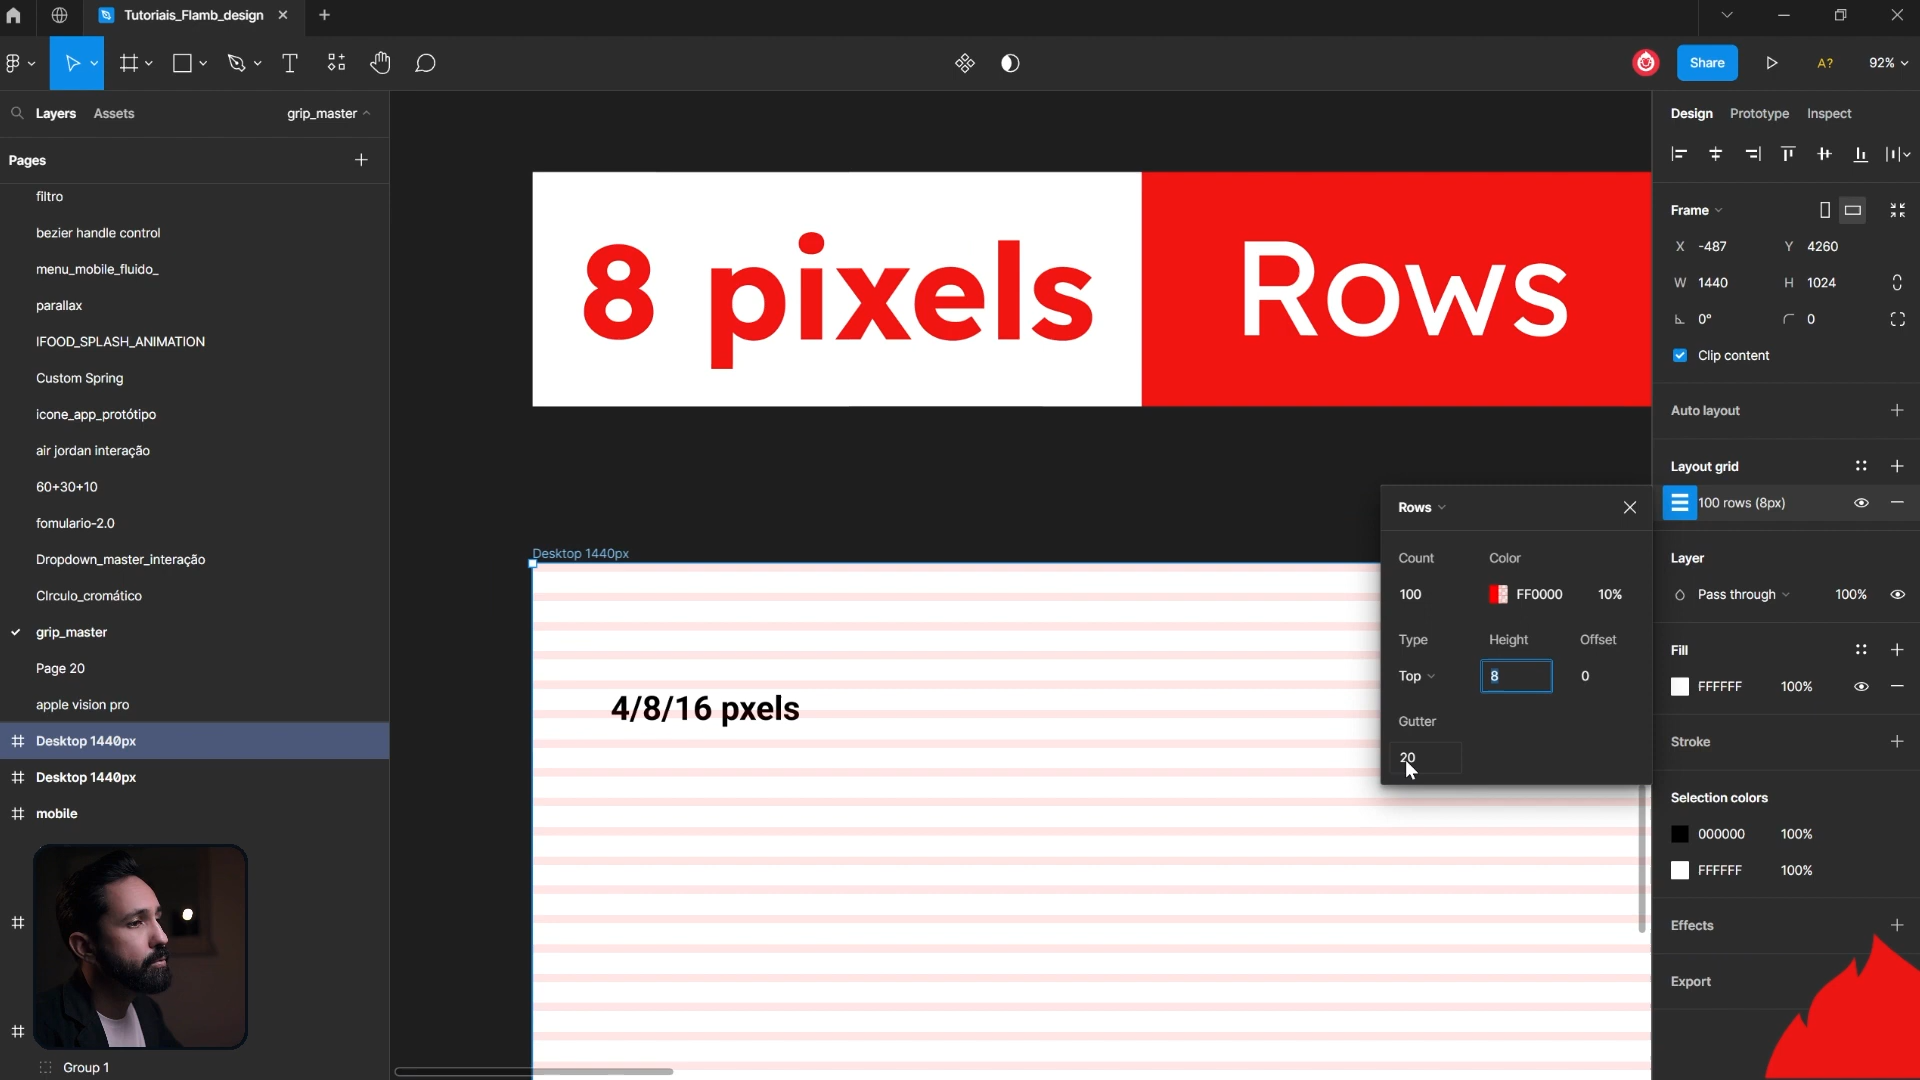 Tutoriais_Flamb_design
Share
A?
92%
Layers
Assets
grip_master
Pages
filtro
bezier handle control
menu_mobile_fluido_
parallax
IFOOD_SPLASH_ANIMATION
Custom Spring
icone_app_protótipo
air jordan interação
60+30+10
fomulario-2.0
Dropdown_master_interação
CIrculo_cromático
grip_master
Page 20
apple vision pro
Desktop 1440px
Desktop 1440px
mobile
Group 1
8 pixels
Rows
Desktop 1440px
4/8/16 pxels
Rows
Count
Color
100
FF0000
10%
Type
Height
Offset
Top
8
0
Gutter
20
Design
Prototype
Inspect
Frame
X -487
Y 4260
W 1440
H 1024
0°
0
Clip content
Auto layout
Layout grid
100 rows (8px)
Layer
Pass through
100%
Fill
FFFFFF
100%
Stroke
Selection colors
000000
100%
FFFFFF
100%
Effects
Export